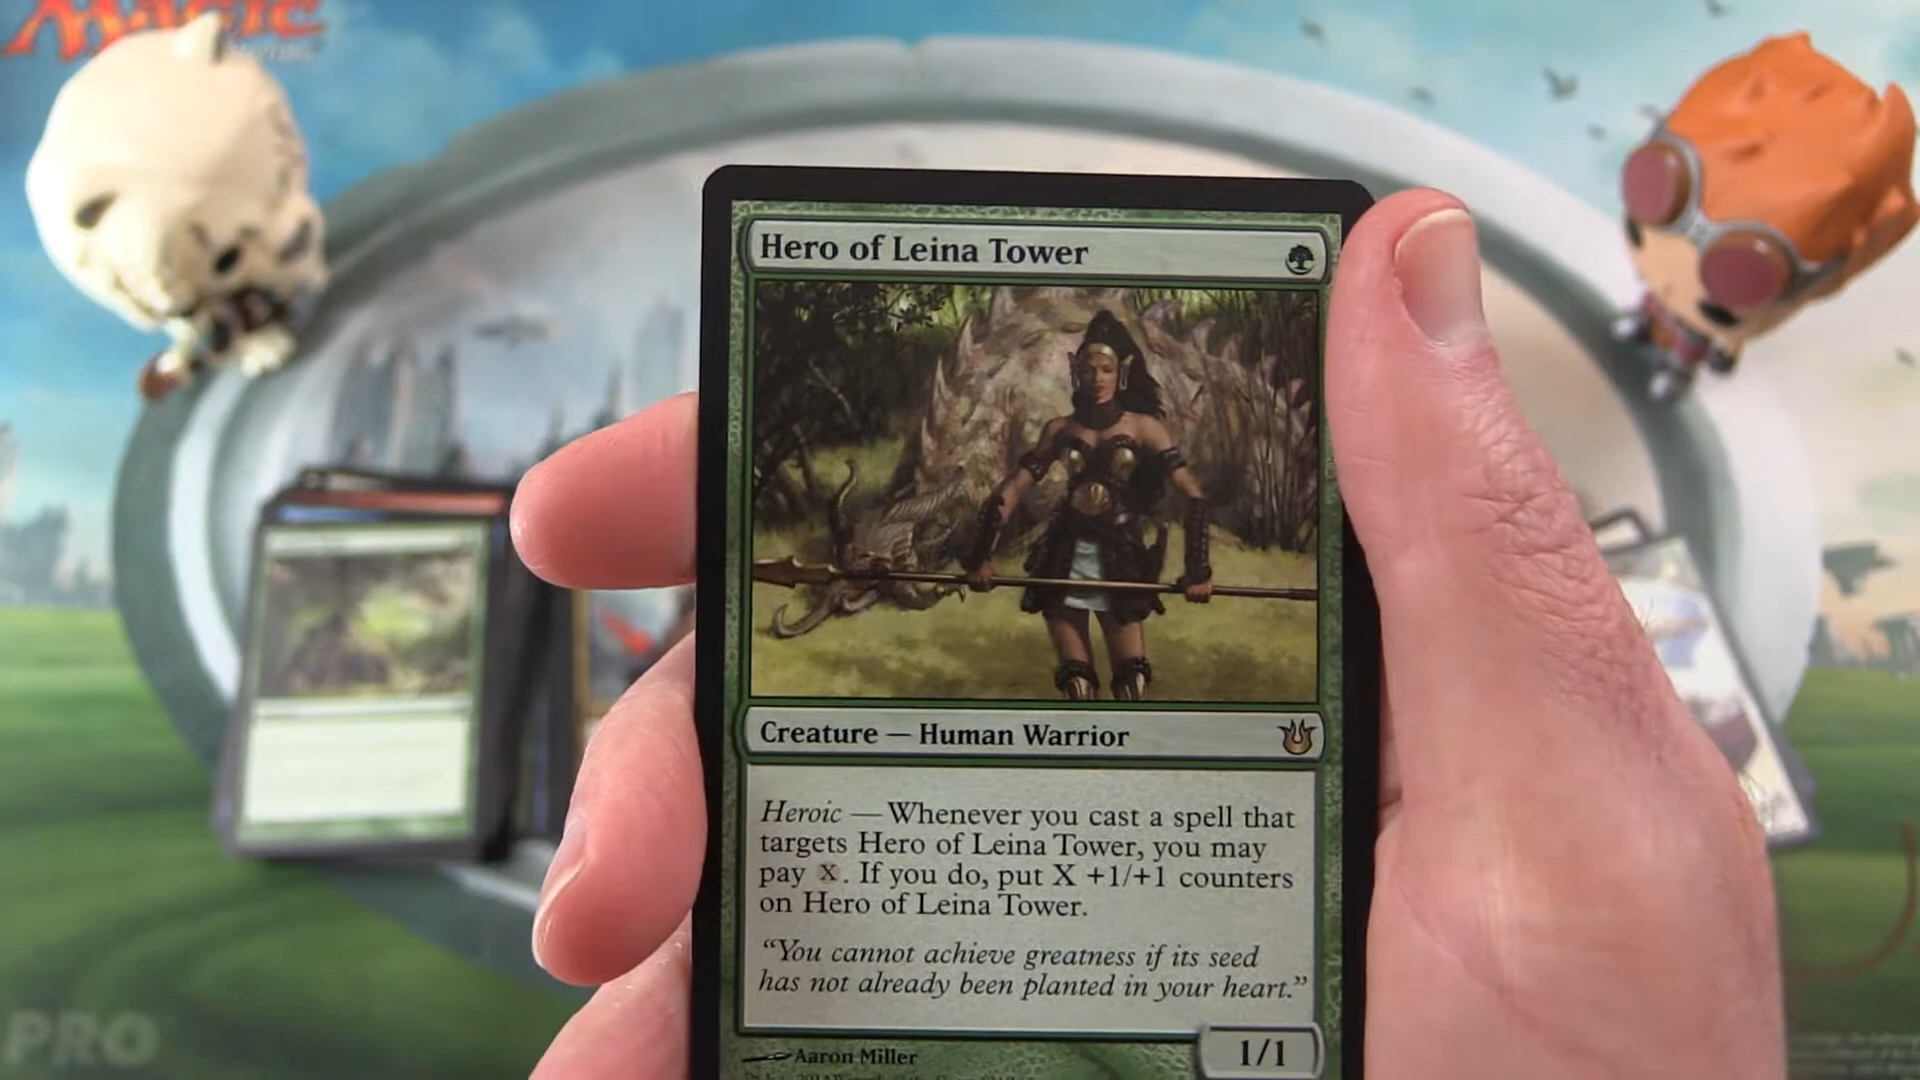 Magic
Hero of Leina Tower
Creature — Human Warrior
Heroic — Whenever you cast a spell that
targets Hero of Leina Tower, you may
pay X. If you do, put X +1/+1 counters
on Hero of Leina Tower.
“You cannot achieve greatness if its seed
has not already been planted in your heart.”
Aaron Miller
1/1
PRO